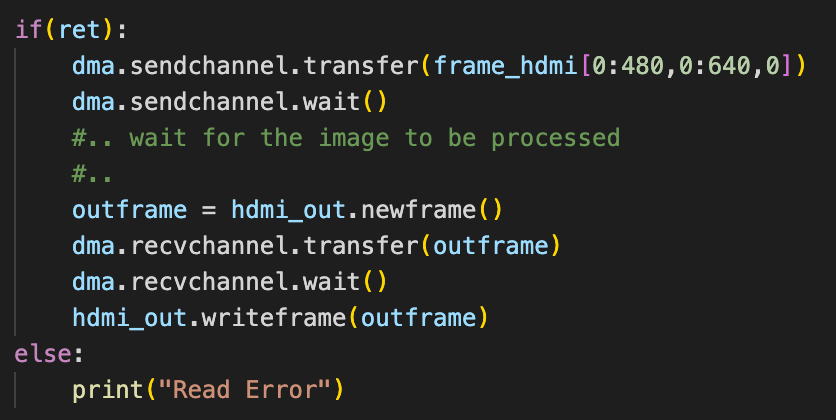 if(ret):
    dma.sendchannel.transfer(frame_hdmi[0:480,0:640,0])
    dma.sendchannel.wait()
    #.. wait for the image to be processed
    #..
    outframe = hdmi_out.newframe()
    dma.recvchannel.transfer(outframe)
    dma.recvchannel.wait()
    hdmi_out.writeframe(outframe)
else:
    print("Read Error")